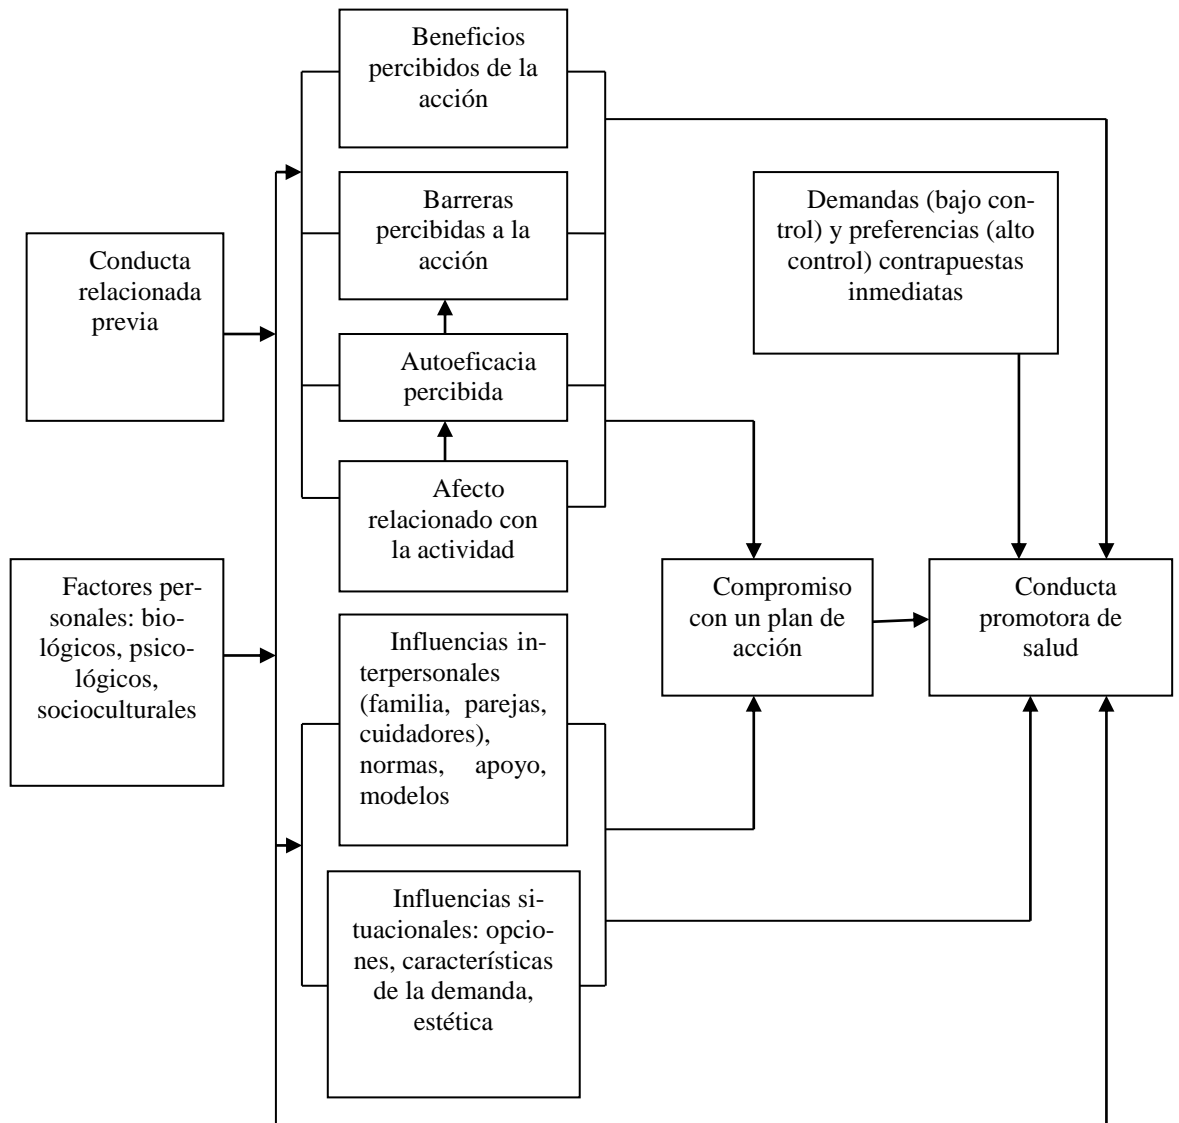 Beneficios
percibidos de la
acción
Barreras
percibidas a la
acción
Demandas (bajo con-
trol) y preferencias (alto
control) contrapuestas
inmediatas
Conducta
relacionada
previa
Autoeficacia
percibida
Afecto
relacionado con
la actividad
Factores per-
sonales: bio-
lógicos, psico-
lógicos,
socioculturales
Compromiso
con un plan de
acción
Conducta
promotora de
salud
Influencias in-
terpersonales
(familia, parejas,
cuidadores),
normas, apoyo,
modelos
Influencias si-
tuacionales: opcio-
nes, características
de la demanda,
estética